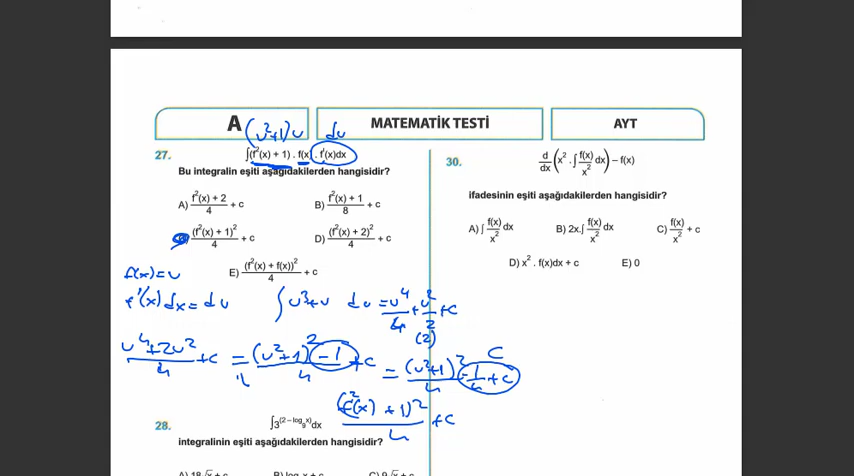 A
MATEMATİK TESTİ
AYT
(u²+1)u du
27. ∫(f²(x) + 1) . f(x) . f'(x)dx
Bu integralin eşiti aşağıdakilerden hangisidir?
A) (f²(x) + 2)/4 + c
B) (f²(x) + 1)/8 + c
(f²(x) + 1)²/4 + c
D) (f²(x) + 2)²/4 + c
E) (f²(x) + f(x))²/4 + c
f(x)=u
f'(x)dx=du
∫u³+u du = u⁴/4 + u²/2 + c
(2)
(u⁴+2u²)/4 + c = ((u²+1)² -1)/4 + c = (u²+1)²/4 -1/4 + c
c
(f²(x) + 1)²/4 + c
28. ∫3^(2−log₉x)dx
integralinin eşiti aşağıdakilerden hangisidir?
30. d/dx (x² . ∫ f(x)/x² dx) − f(x)
ifadesinin eşiti aşağıdakilerden hangisidir?
A) ∫ f(x)/x² dx
B) 2x.∫ f(x)/x² dx
C) f(x)/x² + c
D) x² . f(x)dx + c
E) 0